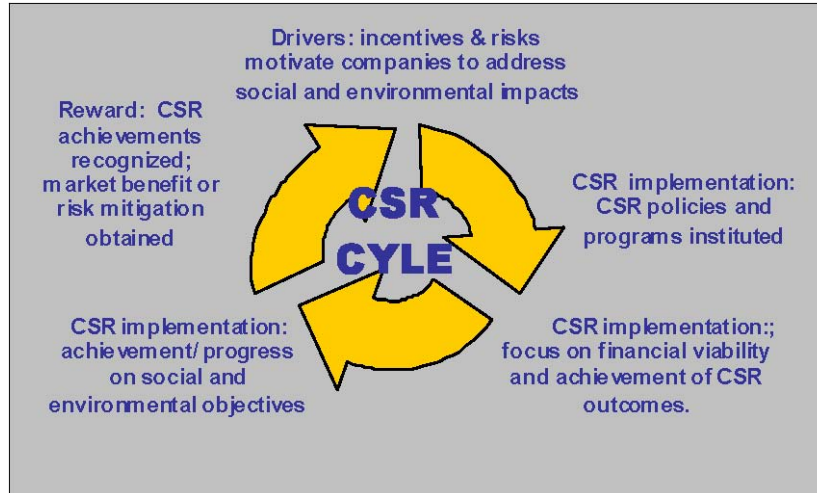 Drivers: incentives & risks
motivate companies to address
social and environmental impacts
Reward: CSR
achievements
recognized;
market benefit or
risk mitigation
obtained
CSR
CYLE
CSR implementation:
CSR policies and
programs instituted
CSR implementation:
achievement/ progress
on social and
environmental objectives
CSR implementation:;
focus on financial viability
and achievement of CSR
outcomes.